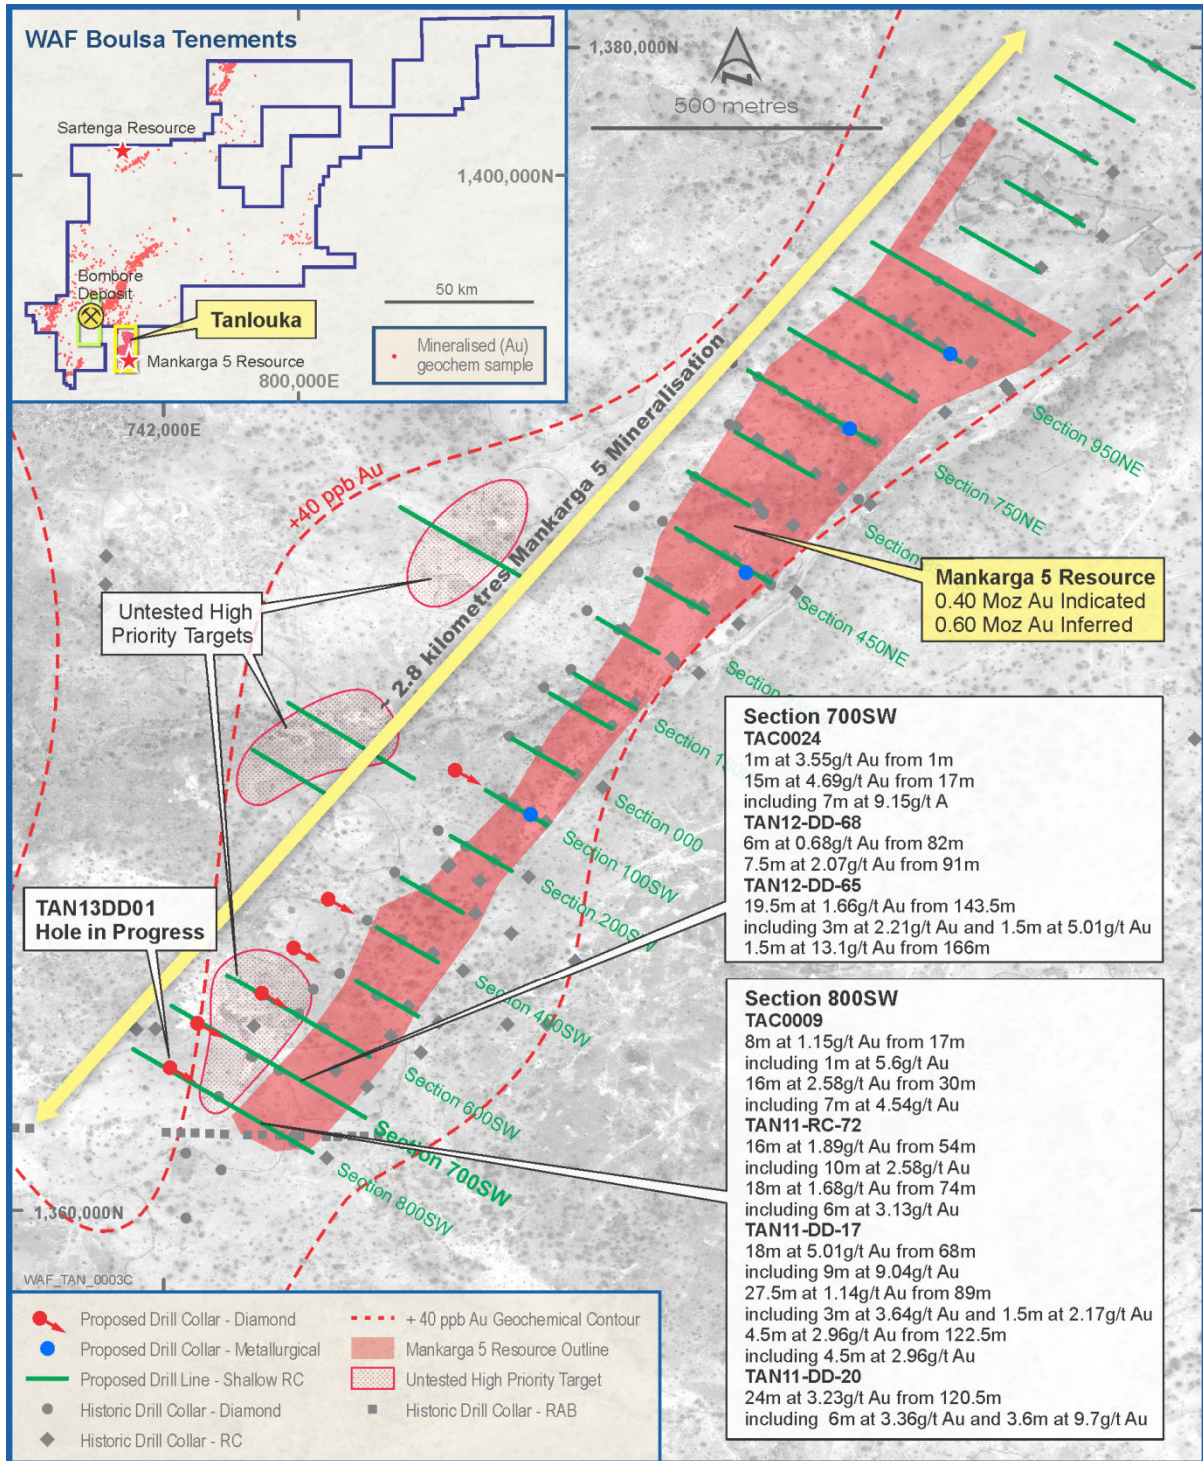 WAF Boulsa Tenements
Sartenga Resource
1,400,000N
Bombore
Deposit
50 km
Tanlouka
Mankarga 5 Resource
Mineralised (Au)
geochem sample
800,000E
742,000E
1,380,000N
500 metres
+40 ppb Au
2.8 kilometres Mankarga 5 Mineralisation
Section 950NE
Section 750NE
Section
Mankarga 5 Resource
0.40 Moz Au Indicated
0.60 Moz Au Inferred
Section 450NE
Section
Section 1
Section 000
Section 100SW
Section 200SW
Section 400SW
Section 600SW
Section 700SW
Section 800SW
Untested High
Priority Targets
TAN13DD01
Hole in Progress
Section 700SW
TAC0024
1m at 3.55g/t Au from 1m
15m at 4.69g/t Au from 17m
including 7m at 9.15g/t A
TAN12-DD-68
6m at 0.68g/t Au from 82m
7.5m at 2.07g/t Au from 91m
TAN12-DD-65
19.5m at 1.66g/t Au from 143.5m
including 3m at 2.21g/t Au and 1.5m at 5.01g/t Au
1.5m at 13.1g/t Au from 166m
Section 800SW
TAC0009
8m at 1.15g/t Au from 17m
including 1m at 5.6g/t Au
16m at 2.58g/t Au from 30m
including 7m at 4.54g/t Au
TAN11-RC-72
16m at 1.89g/t Au from 54m
including 10m at 2.58g/t Au
18m at 1.68g/t Au from 74m
including 6m at 3.13g/t Au
TAN11-DD-17
18m at 5.01g/t Au from 68m
including 9m at 9.04g/t Au
27.5m at 1.14g/t Au from 89m
including 3m at 3.64g/t Au and 1.5m at 2.17g/t Au
4.5m at 2.96g/t Au from 122.5m
including 4.5m at 2.96g/t Au
TAN11-DD-20
24m at 3.23g/t Au from 120.5m
including 6m at 3.36g/t Au and 3.6m at 9.7g/t Au
1,360,000N
WAF_TAN_0003C
Proposed Drill Collar - Diamond
Proposed Drill Collar - Metallurgical
Proposed Drill Line - Shallow RC
Historic Drill Collar - Diamond
Historic Drill Collar - RC
+ 40 ppb Au Geochemical Contour
Mankarga 5 Resource Outline
Untested High Priority Target
Historic Drill Collar - RAB